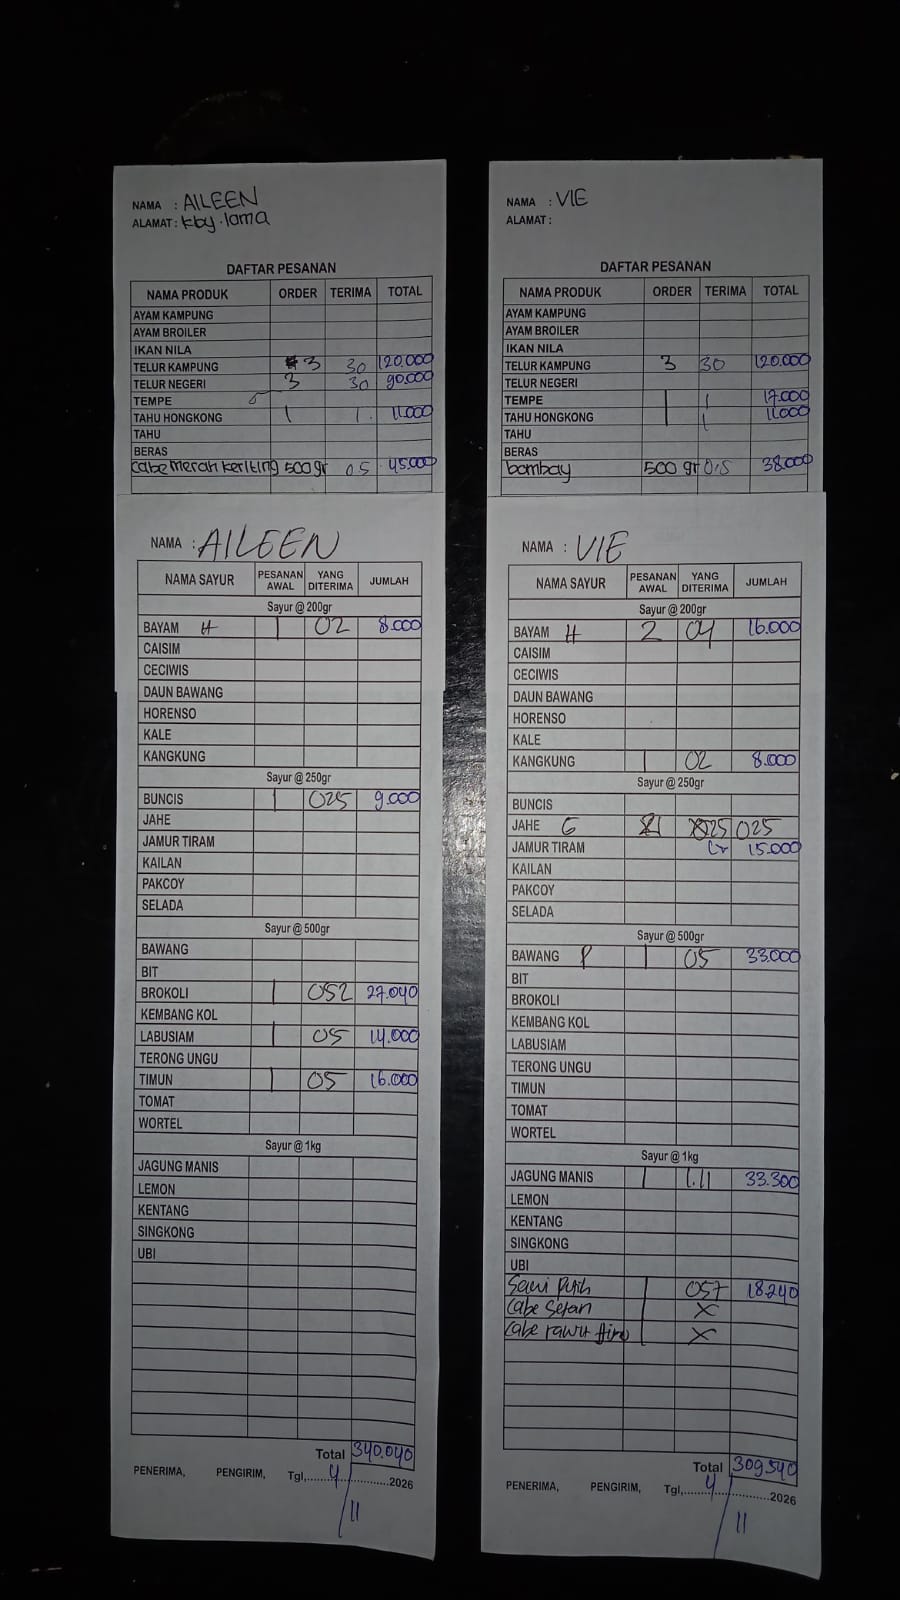 NAMA : AILEEN
ALAMAT : kby.lama
DAFTAR PESANAN
NAMA PRODUK ORDER TERIMA TOTAL
AYAM KAMPUNG
AYAM BROILER
IKAN NILA
TELUR KAMPUNG 3 30 120.000
TELUR NEGERI 3 30 90.000
TEMPE
TAHU HONGKONG 1 1. 11.000
TAHU
BERAS
cabe merah keriting 500 gr 05 45.000
NAMA : AILEEN
NAMA SAYUR PESANAN AWAL YANG DITERIMA JUMLAH
Sayur @ 200gr
BAYAM H 1 02 8.000
CAISIM
CECIWIS
DAUN BAWANG
HORENSO
KALE
KANGKUNG
Sayur @ 250gr
BUNCIS 1 025 9.000
JAHE
JAMUR TIRAM
KAILAN
PAKCOY
SELADA
Sayur @ 500gr
BAWANG
BIT
BROKOLI 1 052 27.040
KEMBANG KOL
LABUSIAM 1 05 14.000
TERONG UNGU
TIMUN 1 05 16.000
TOMAT
WORTEL
Sayur @ 1kg
JAGUNG MANIS
LEMON
KENTANG
SINGKONG
UBI
Total 340.040
PENERIMA, PENGIRIM, Tgl,....4/11....2026
NAMA : VIE
ALAMAT :
DAFTAR PESANAN
NAMA PRODUK ORDER TERIMA TOTAL
AYAM KAMPUNG
AYAM BROILER
IKAN NILA
TELUR KAMPUNG 3 30 120.000
TELUR NEGERI
TEMPE 1 1 17.000
TAHU HONGKONG 1 1 11.000
TAHU
BERAS
bombay 500 gr 0,5 38.000
NAMA : VIE
NAMA SAYUR PESANAN AWAL YANG DITERIMA JUMLAH
Sayur @ 200gr
BAYAM H 2 04 16.000
CAISIM
CECIWIS
DAUN BAWANG
HORENSO
KALE
KANGKUNG 1 02 8.000
Sayur @ 250gr
BUNCIS
JAHE G 1 025 025
JAMUR TIRAM 15.000
KAILAN
PAKCOY
SELADA
Sayur @ 500gr
BAWANG P 1 05 33.000
BIT
BROKOLI
KEMBANG KOL
LABUSIAM
TERONG UNGU
TIMUN
TOMAT
WORTEL
Sayur @ 1kg
JAGUNG MANIS 1 1.11 33.300
LEMON
KENTANG
SINGKONG
UBI
Sawi Putih 1 057 18.240
Cabe Setan 1 X
Cabe rawit 1 X
Total 309.540
PENERIMA, PENGIRIM, Tgl,....4/11....2026